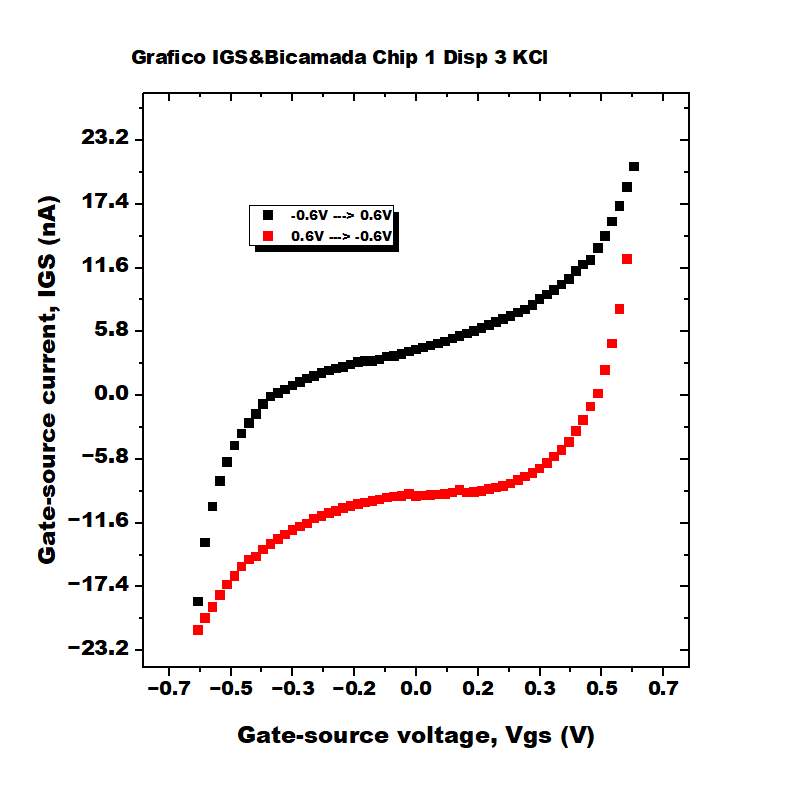 Grafico IGS&Bicamada Chip 1 Disp 3 KCl
23.2
17.4
-0.6V ---> 0.6V
0.6V ---> -0.6V
11.6
5.8
0.0
−5.8
−11.6
−17.4
−23.2
Gate-source current, IGS (nA)
−0.7 −0.5 −0.3 −0.2 0.0 0.2 0.3 0.5 0.7
Gate-source voltage, Vgs (V)